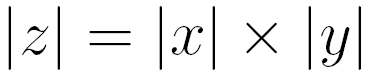 |z| = |x| × |y|